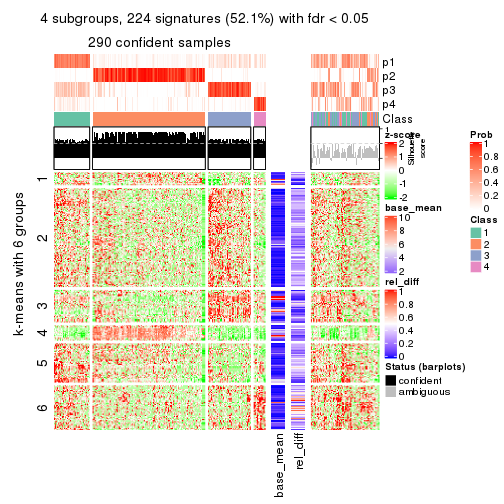 4 subgroups, 224 signatures (52.1%) with fdr < 0.05
290 confident samples
p1
p2
p3
p4
Class
1
Silhouette
score
k-means with 6 groups
1
2
3
4
5
6
base_mean
rel_diff
z-score
2
1
0
-1
-2
base_mean
10
8
6
4
2
rel_diff
1
0.8
0.6
0.4
0.2
0
Status (barplots)
confident
ambiguous
Prob
1
0.8
0.6
0.4
0.2
0
Class
1
2
3
4